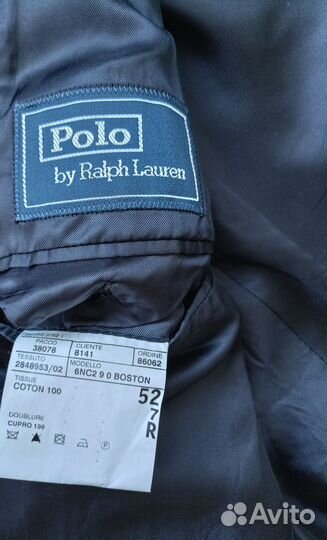 Polo
by Ralph Lauren
PACCO CLIENTE ORDINE
38078 8141 86062
TESSUTO MODELLO
2848953/02 6NC2 9 0 BOSTON
TISSUE
COTON 100
52
7
R
DOUBLURE
CUPRO 100
P
Avito